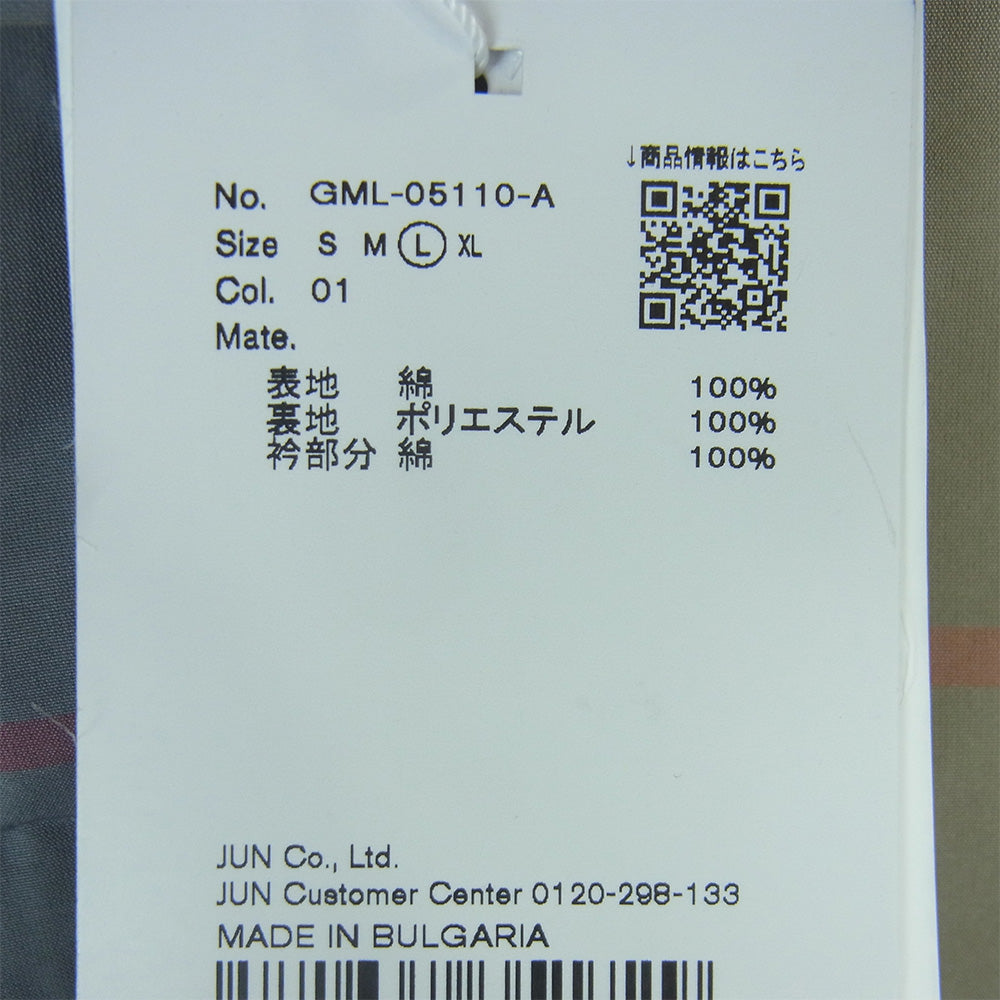 ↓商品情報はこちら
No. GML-05110-A
Size S M L XL
Col. 01
Mate.
表地 綿 100%
裏地 ポリエステル 100%
衿部分 綿 100%
JUN Co., Ltd.
JUN Customer Center 0120-298-133
MADE IN BULGARIA